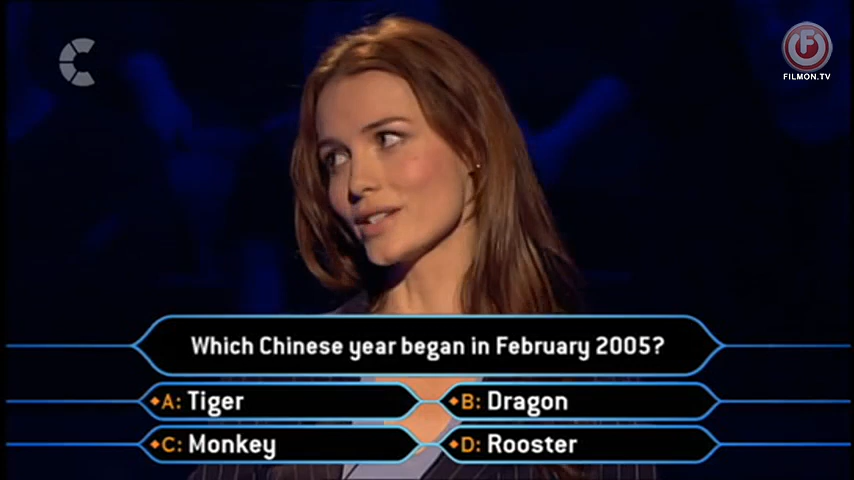 FILMON.TV
Which Chinese year began in February 2005?
A: Tiger
B: Dragon
C: Monkey
D: Rooster